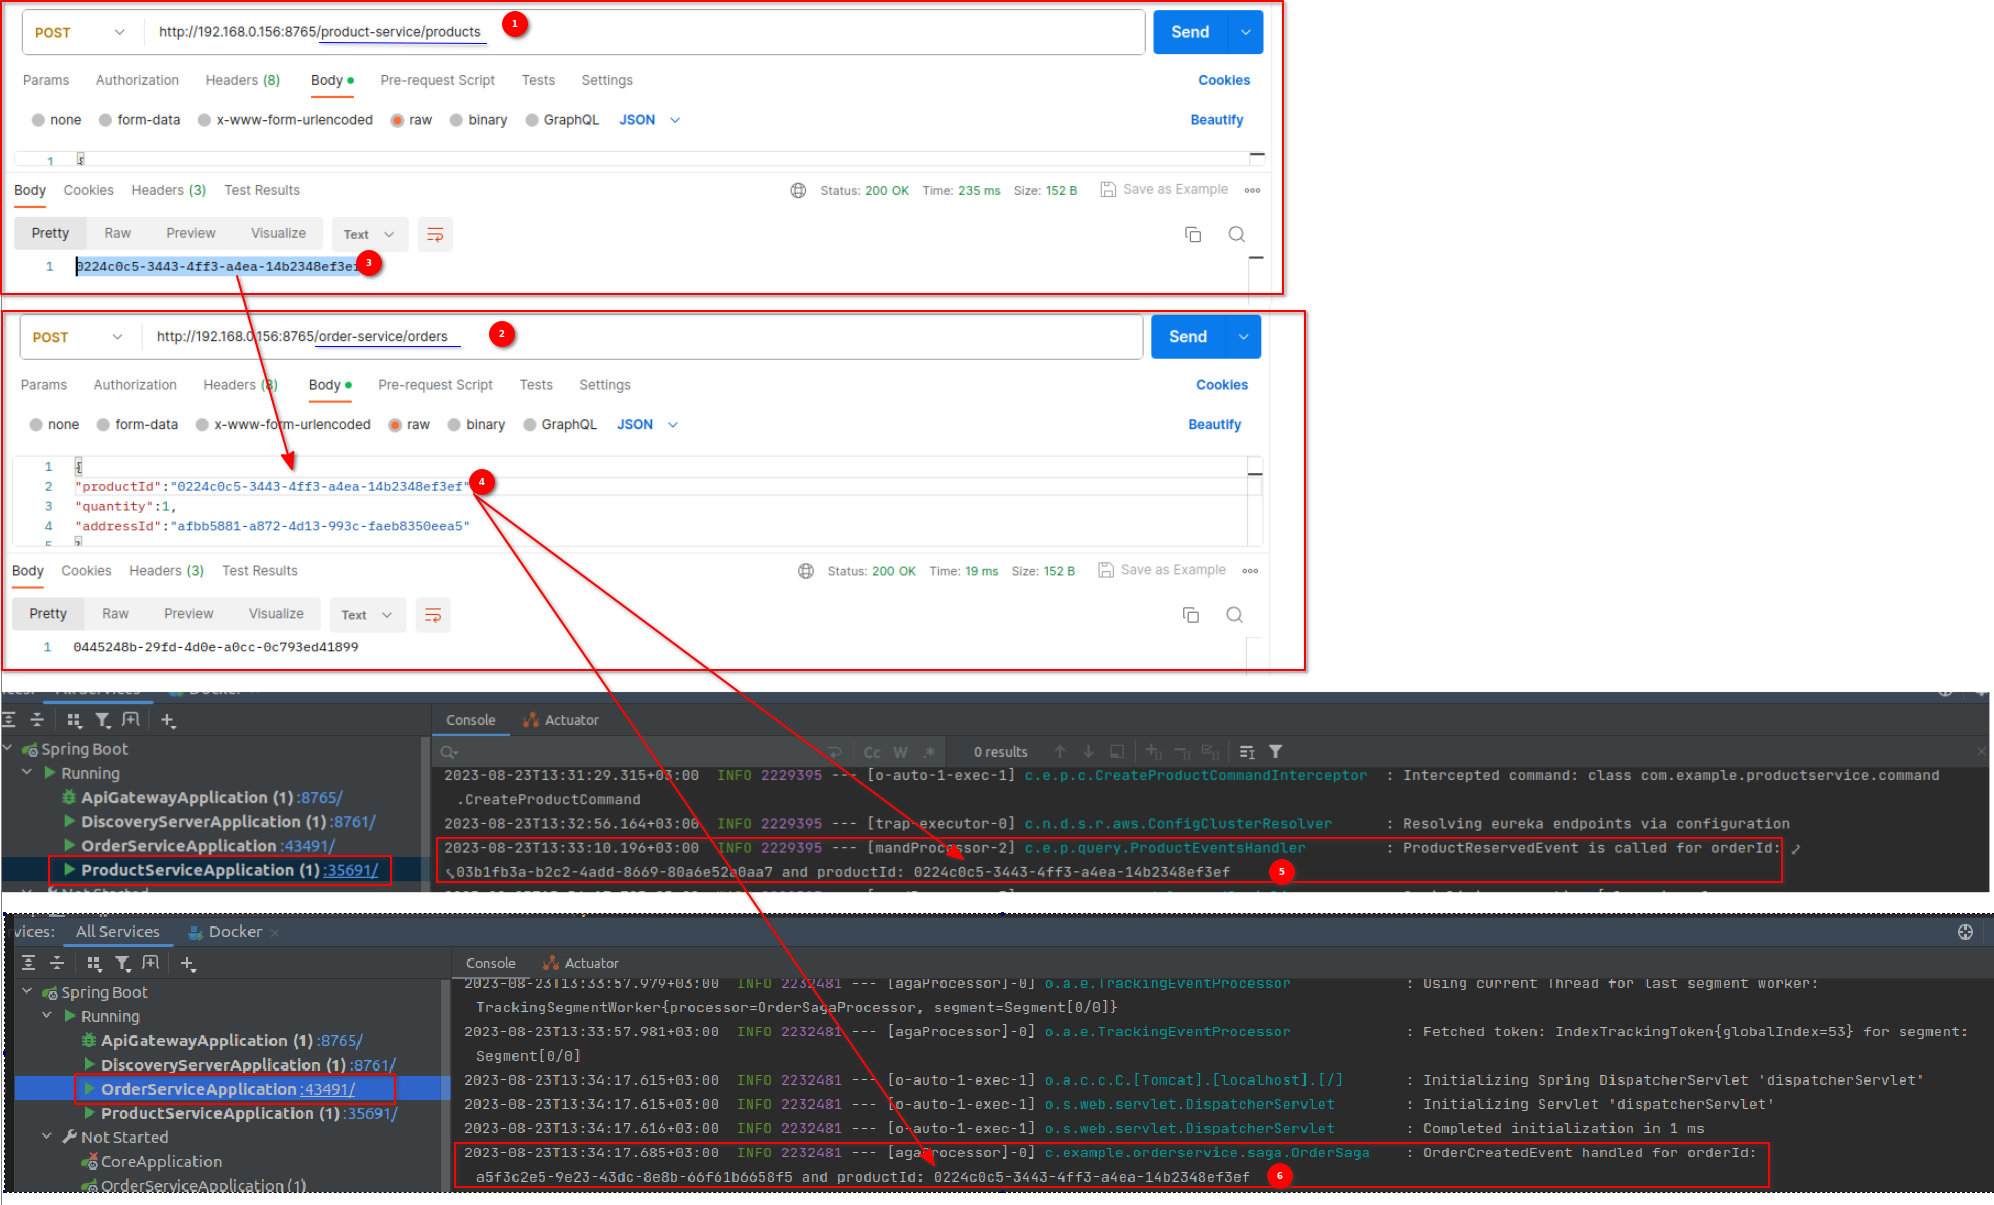 POST http://192.168.0.156:8765/product-service/products 1 Send
Params Authorization Headers (8) Body Pre-request Script Tests Settings Cookies
none form-data x-www-form-urlencoded raw binary GraphQL JSON Beautify
1 {
Body Cookies Headers (3) Test Results Status: 200 OK Time: 235 ms Size: 152 B Save as Example
Pretty Raw Preview Visualize Text
1 0224c0c5-3443-4ff3-a4ea-14b2348ef3ef 3
POST http://192.168.0.156:8765/order-service/orders 2 Send
Params Authorization Headers (8) Body Pre-request Script Tests Settings Cookies
none form-data x-www-form-urlencoded raw binary GraphQL JSON Beautify
1 {
2 "productId":"0224c0c5-3443-4ff3-a4ea-14b2348ef3ef" 4
3 "quantity":1,
4 "addressId":"afbb5881-a872-4d13-993c-faeb8350eea5"
5 }
Body Cookies Headers (3) Test Results Status: 200 OK Time: 19 ms Size: 152 B Save as Example
Pretty Raw Preview Visualize Text
1 0445248b-29fd-4d0e-a0cc-0c793ed41899
All Services Docker
Console Actuator
Cc W .* 0 results
Spring Boot
Running
ApiGatewayApplication (1) :8765/
DiscoveryServerApplication (1) :8761/
OrderServiceApplication :43491/
ProductServiceApplication (1) :35691/
Not Started
2023-08-23T13:31:29.315+03:00 INFO 2229395 --- [o-auto-1-exec-1] c.e.p.c.CreateProductCommandInterceptor : Intercepted command: class com.example.productservice.command
.CreateProductCommand
2023-08-23T13:32:56.164+03:00 INFO 2229395 --- [trap-executor-0] c.n.d.s.r.aws.ConfigClusterResolver : Resolving eureka endpoints via configuration
2023-08-23T13:33:10.196+03:00 INFO 2229395 --- [mandProcessor-2] c.e.p.query.ProductEventsHandler : ProductReservedEvent is called for orderId:
03b1fb3a-b2c2-4add-8669-80a6e52a0aa7 and productId: 0224c0c5-3443-4ff3-a4ea-14b2348ef3ef 5
vices: All Services Docker
Console Actuator
Spring Boot
Running
ApiGatewayApplication (1) :8765/
DiscoveryServerApplication (1) :8761/
OrderServiceApplication :43491/
ProductServiceApplication (1) :35691/
Not Started
CoreApplication
OrderServiceApplication (1)
2023-08-23T13:33:57.979+03:00 INFO 2232481 --- [agaProcessor]-0] o.a.e.TrackingEventProcessor : Using current Thread for last segment worker:
TrackingSegmentWorker{processor=OrderSagaProcessor, segment=Segment[0/0]}
2023-08-23T13:33:57.981+03:00 INFO 2232481 --- [agaProcessor]-0] o.a.e.TrackingEventProcessor : Fetched token: IndexTrackingToken{globalIndex=53} for segment:
Segment[0/0]
2023-08-23T13:34:17.615+03:00 INFO 2232481 --- [o-auto-1-exec-1] o.a.c.c.C.[Tomcat].[localhost].[/] : Initializing Spring DispatcherServlet 'dispatcherServlet'
2023-08-23T13:34:17.615+03:00 INFO 2232481 --- [o-auto-1-exec-1] o.s.web.servlet.DispatcherServlet : Initializing Servlet 'dispatcherServlet'
2023-08-23T13:34:17.616+03:00 INFO 2232481 --- [o-auto-1-exec-1] o.s.web.servlet.DispatcherServlet : Completed initialization in 1 ms
2023-08-23T13:34:17.685+03:00 INFO 2232481 --- [agaProcessor]-0] c.example.orderservice.saga.OrderSaga : OrderCreatedEvent handled for orderId:
a5f3c2e5-9e23-43dc-8e8b-66f61b6658f5 and productId: 0224c0c5-3443-4ff3-a4ea-14b2348ef3ef 6